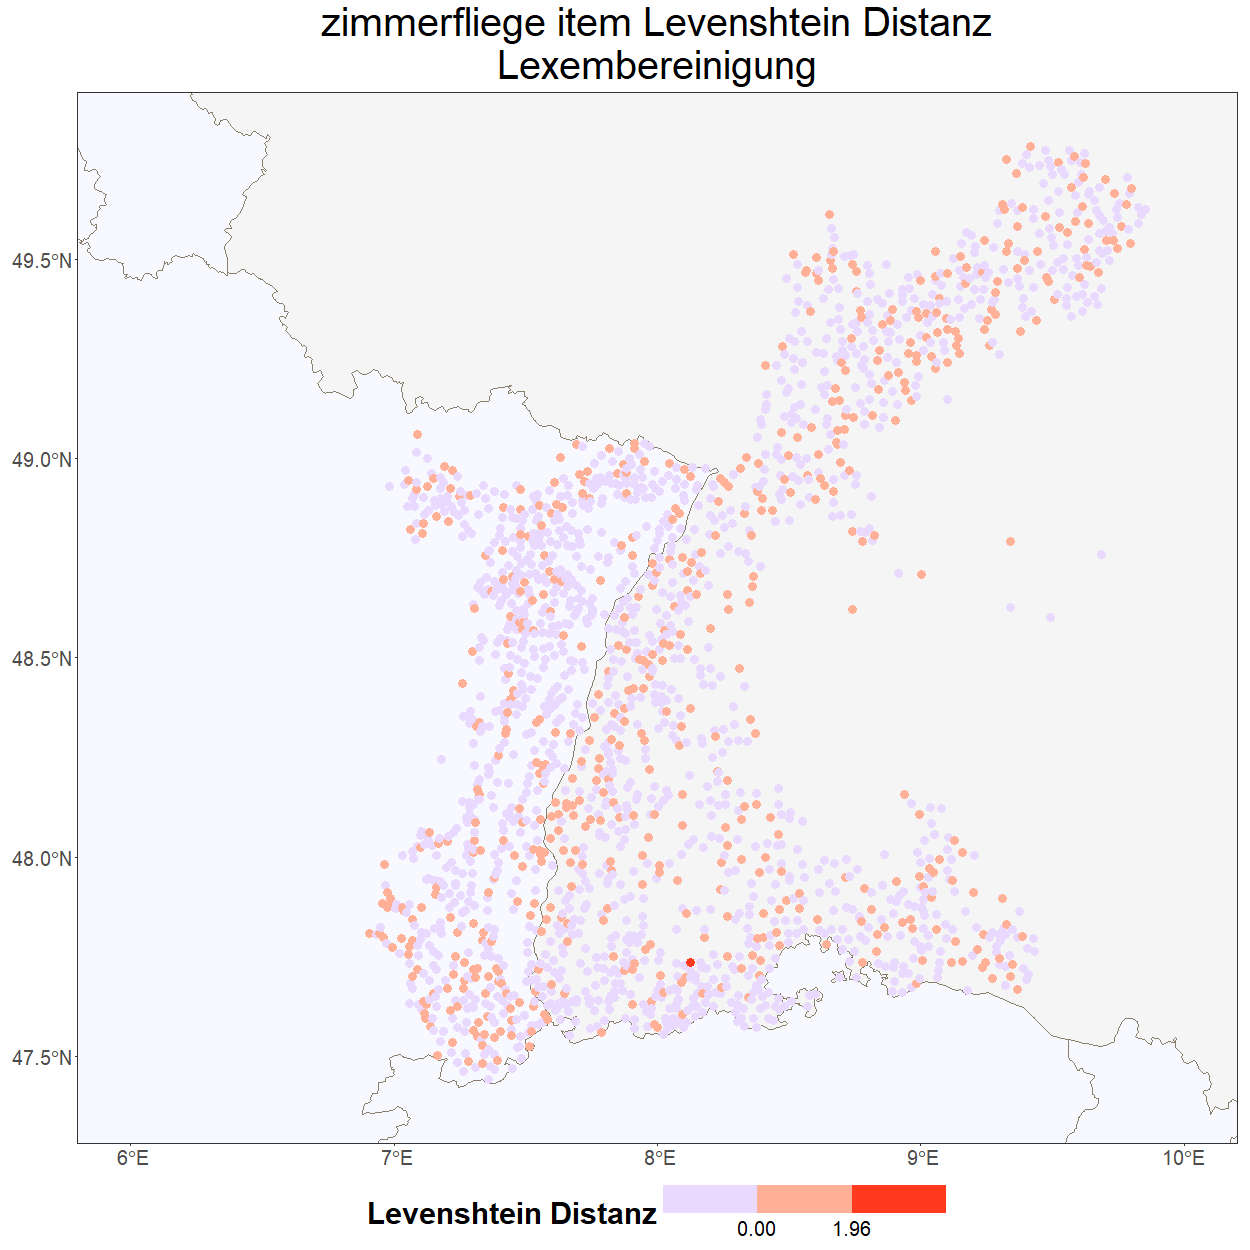 zimmerfliege item Levenshtein Distanz
Lexembereinigung
49.5°N
49.0°N
48.5°N
48.0°N
47.5°N
6°E 7°E 8°E 9°E 10°E
Levenshtein Distanz
0.00 1.96